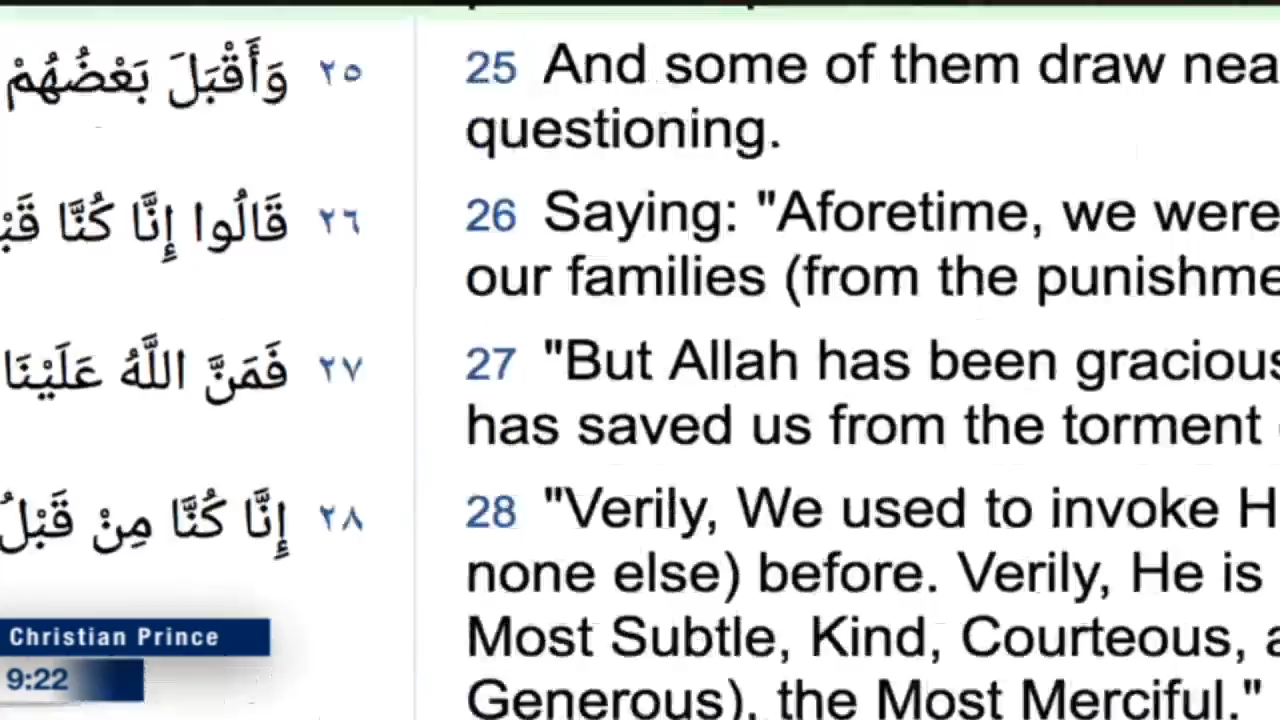 وَأَقْبَلَ بَعْضُهُمْ ٢٥
25 And some of them draw nea
questioning.
قَالُوا إِنَّا كُنَّا ٢٦
26 Saying: "Aforetime, we were
our families (from the punishme
فَمَنَّ اللَّهُ عَلَيْنَا ٢٧
27 "But Allah has been gracious
has saved us from the torment
إِنَّا كُنَّا مِنْ قَبْلُ ٢٨
28 "Verily, We used to invoke H
none else) before. Verily, He is
Most Subtle, Kind, Courteous, a
Generous), the Most Merciful."
Christian Prince
9:22